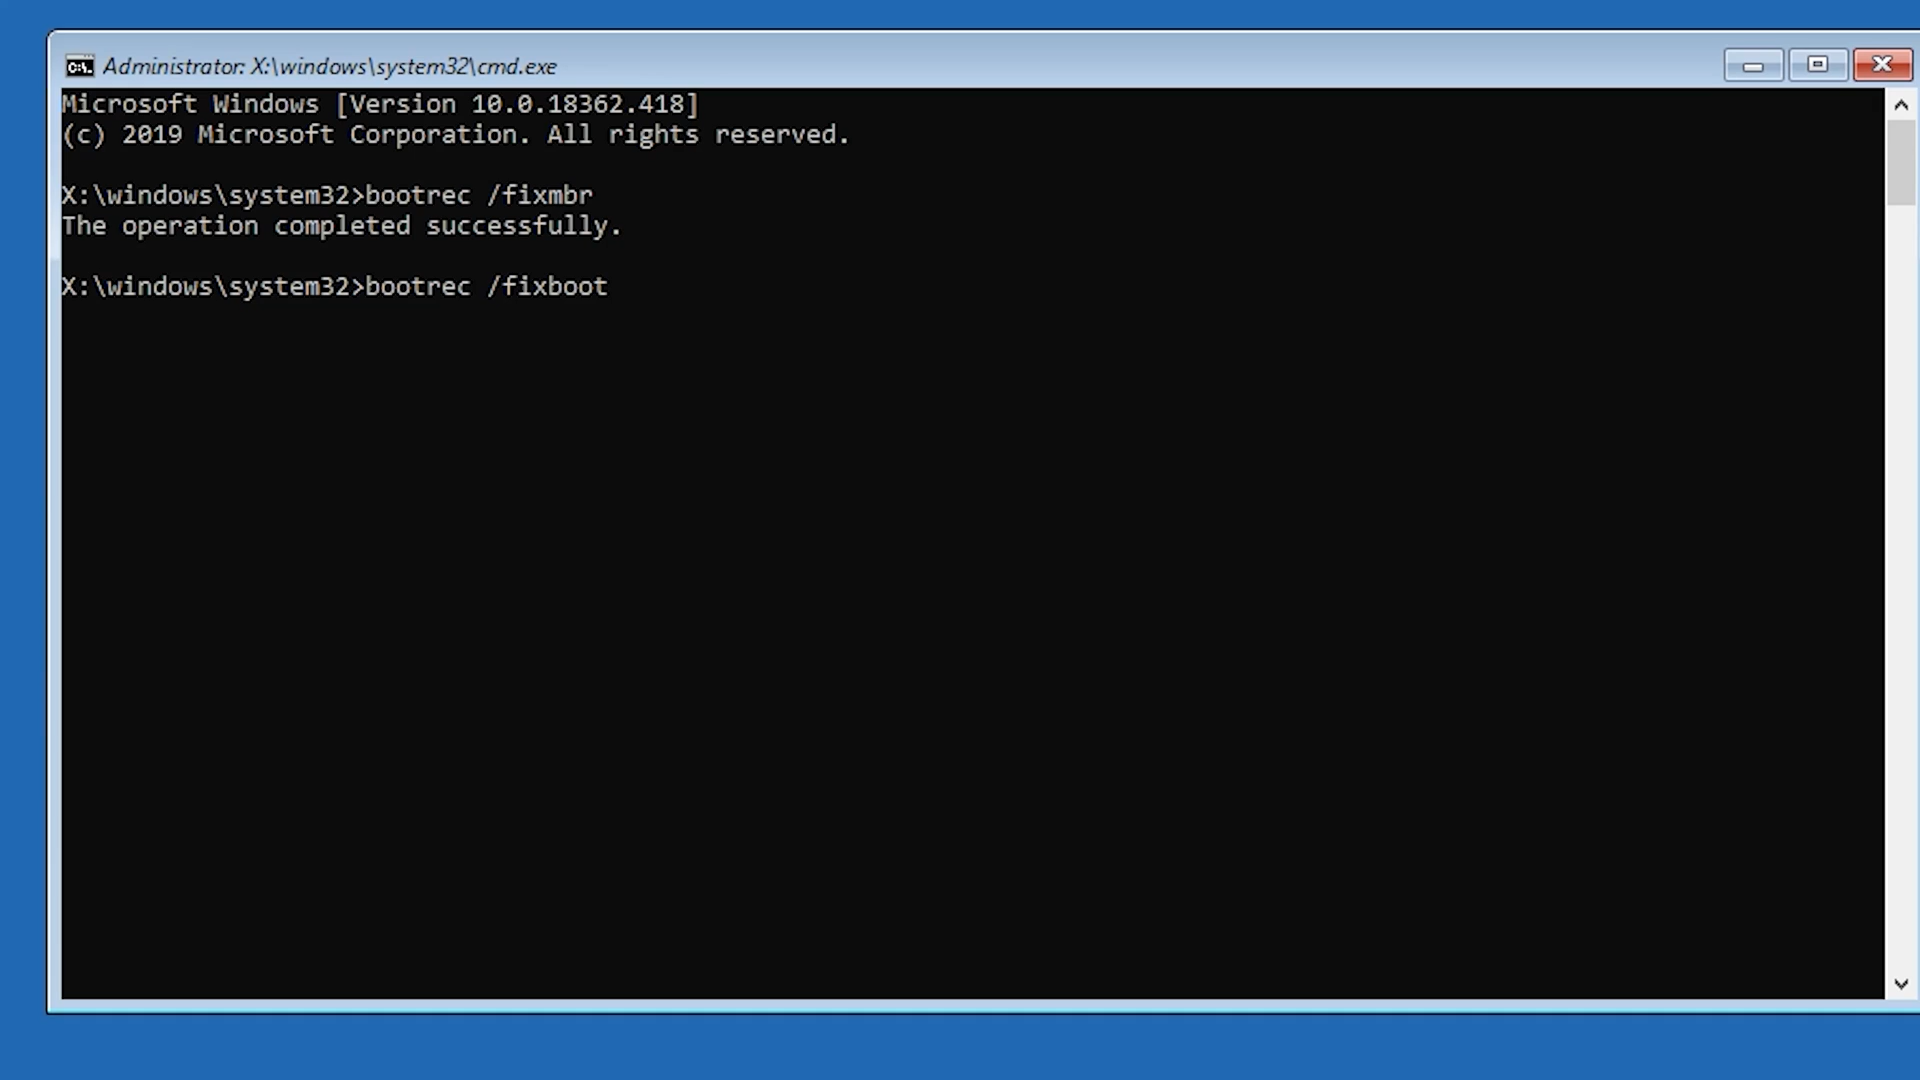 Administrator: X:\windows\system32\cmd.exe
Microsoft Windows [Version 10.0.18362.418]
(c) 2019 Microsoft Corporation. All rights reserved.
X:\windows\system32>bootrec /fixmbr
The operation completed successfully.
X:\windows\system32>bootrec /fixboot